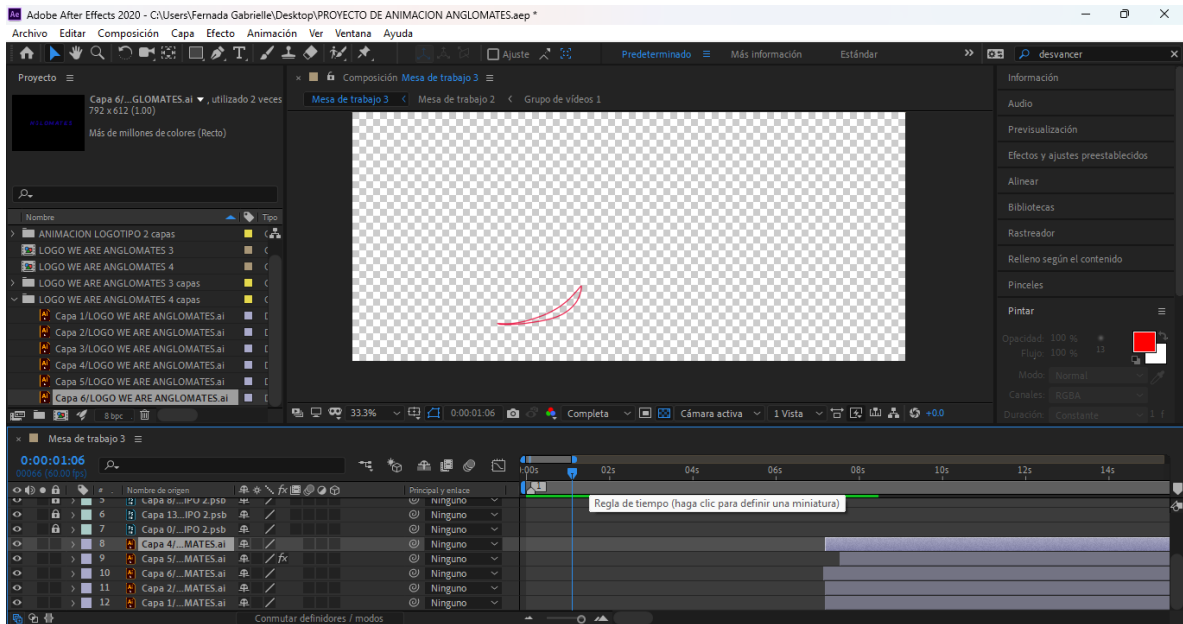 Adobe After Effects 2020 - C:\Users\Fernada Gabrielle\Desktop\PROYECTO DE ANIMACION ANGLOMATES.aep *
Archivo Editar Composición Capa Efecto Animación Ver Ventana Ayuda
Ajuste Predeterminado Más información Estándar desvancer
Proyecto
Composición Mesa de trabajo 3
Información
Capa 6/...GLOMATES.ai , utilizado 2 veces
792 x 612 (1.00)
Más de millones de colores (Recto)
Mesa de trabajo 3 Mesa de trabajo 2 Grupo de vídeos 1
Audio
Previsualización
Efectos y ajustes preestablecidos
Alinear
Bibliotecas
Rastreador
Relleno según el contenido
Pinceles
Pintar
Opacidad: 100 %
Flujo: 100 % 13
Modo: Normal
Canales: RGBA
Duración: Constante 1 f
Nombre Tipo
ANIMACION LOGOTIPO 2 capas
LOGO WE ARE ANGLOMATES 3
LOGO WE ARE ANGLOMATES 4
LOGO WE ARE ANGLOMATES 3 capas
LOGO WE ARE ANGLOMATES 4 capas
Capa 1/LOGO WE ARE ANGLOMATES.ai
Capa 2/LOGO WE ARE ANGLOMATES.ai
Capa 3/LOGO WE ARE ANGLOMATES.ai
Capa 4/LOGO WE ARE ANGLOMATES.ai
Capa 5/LOGO WE ARE ANGLOMATES.ai
Capa 6/LOGO WE ARE ANGLOMATES.ai
8 bpc
33.3% 0:00:01:06 Completa Cámara activa 1 Vista +0.0
Mesa de trabajo 3
0:00:01:06
00066 (60.00 fps)
:00s 02s 04s 06s 08s 10s 12s 14s
# Nombre de origen Principal y enlace
1
Regla de tiempo (haga clic para definir una miniatura)
5 Capa 8/...IPO 2.psb Ninguno
6 Capa 13...IPO 2.psb Ninguno
7 Capa 0/...IPO 2.psb Ninguno
8 Capa 4/...MATES.ai Ninguno
9 Capa 5/...MATES.ai fx Ninguno
10 Capa 6/...MATES.ai Ninguno
11 Capa 2/...MATES.ai Ninguno
12 Capa 1/...MATES.ai Ninguno
Conmutar definidores / modos